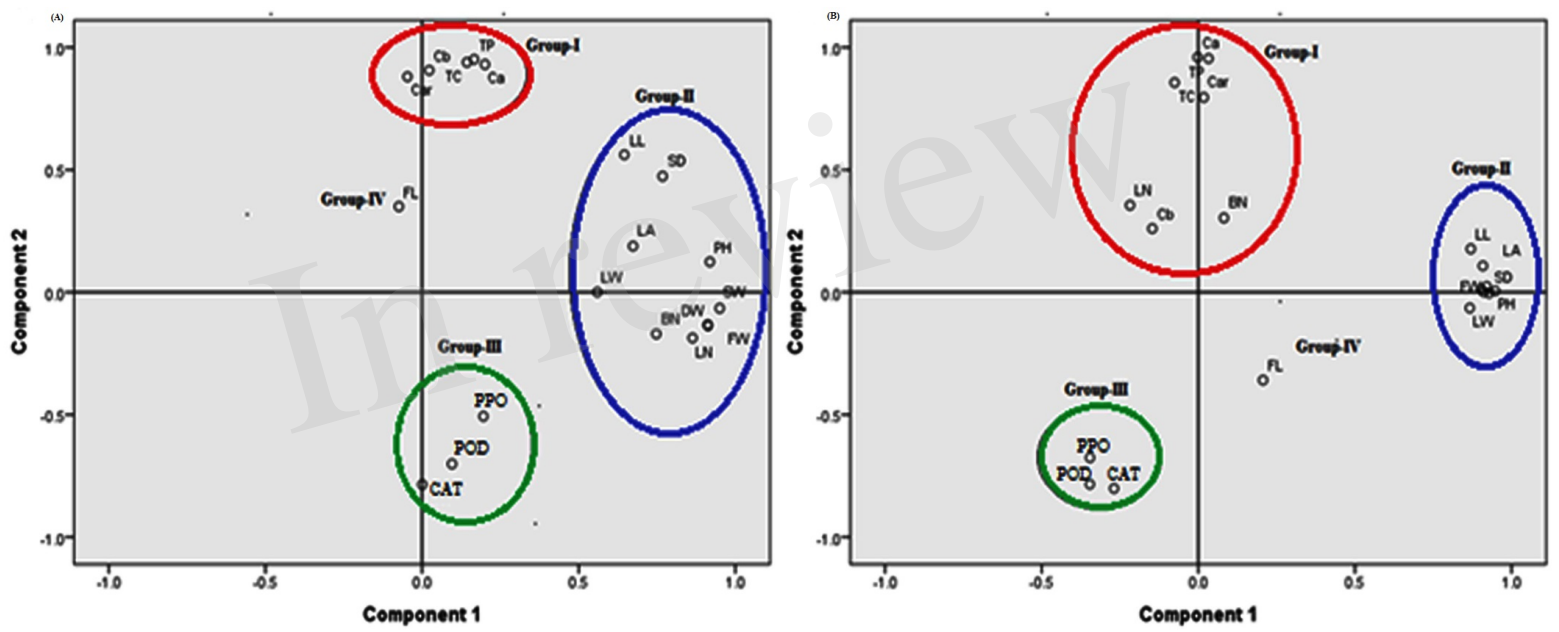 (A)
1.0
0.5
0.0
-0.5
-1.0
-1.0
-0.5
0.0
0.5
1.0
Component 2
Component 1
Group-I
Cb
TP
TC
Ca
Car
Group-II
LL
SD
LA
PH
LW
SW
DW
BN
FW
LN
Group-IV
FL
Group-III
PPO
POD
CAT
(B)
1.0
0.5
0.0
-0.5
-1.0
-1.0
-0.5
0.0
0.5
1.0
Component 2
Component 1
Group-I
Ca
TP
Car
TC
LN
Cb
BN
Group-II
LL
LA
SD
FW
PH
LW
Group-IV
FL
Group-III
PPO
POD
CAT
In review